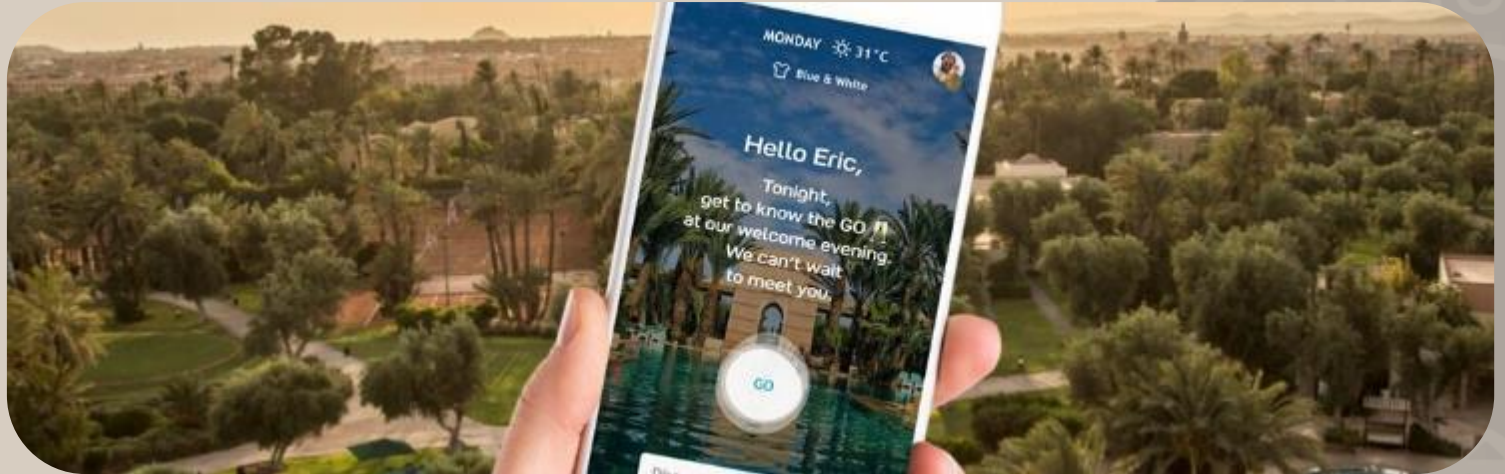 MONDAY 31°C
Blue & White
Hello Eric,
Tonight,
get to know the GO
at our welcome evening.
We can't wait
to meet you.
GO